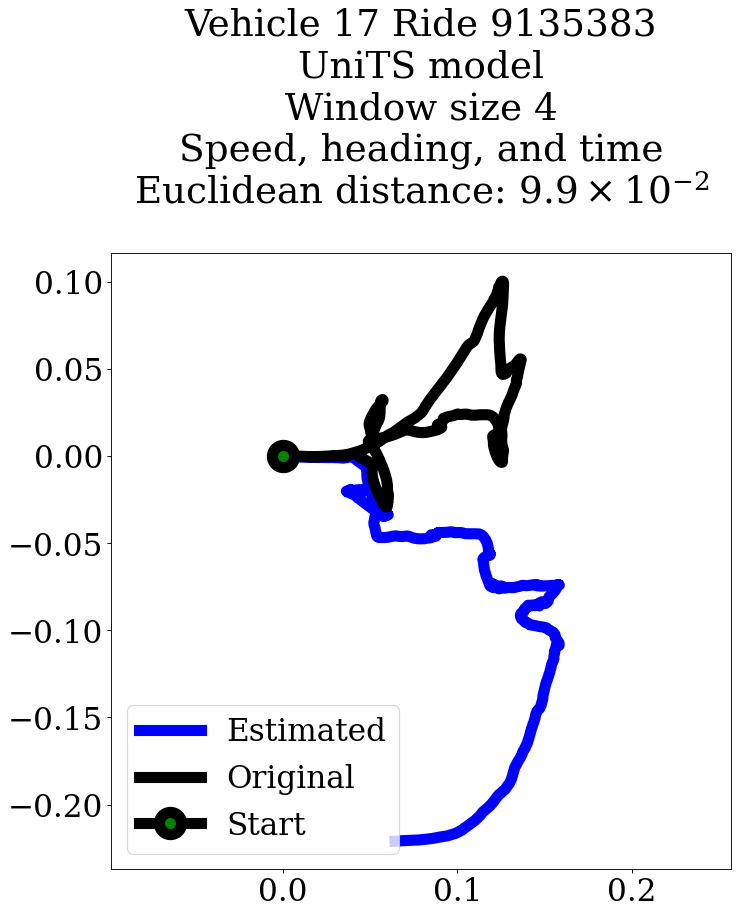 Vehicle 17 Ride 9135383
UniTS model
Window size 4
Speed, heading, and time
Euclidean distance: 9.9 × 10⁻²
0.10
0.05
0.00
−0.05
−0.10
−0.15
−0.20
Estimated
Original
Start
0.0 0.1 0.2